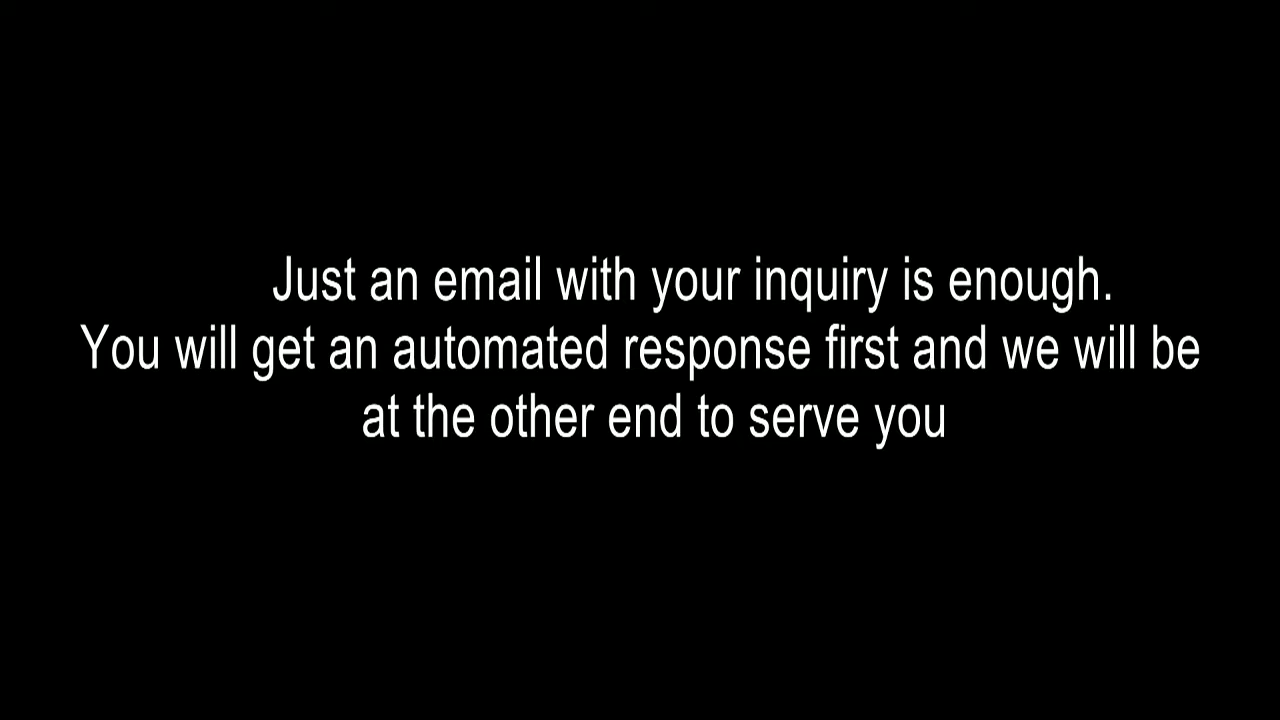 Just an email with your inquiry is enough.
You will get an automated response first and we will be
at the other end to serve you